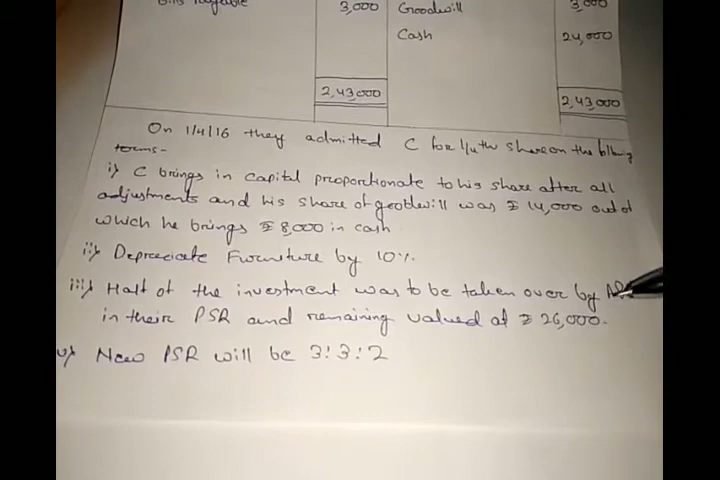 Bills Payable 3,000 Goodwill 3,000
Cash 24,000
2,43,000 2,43,000
On 1/4/16 they admitted C for 1/4th share on the
terms-
i) C brings in capital proportionate to his share after all
adjustments and his share of goodwill was ₹ 14,000 out of
which he brings ₹ 8,000 in cash
ii) Depreciate Furniture by 10%.
iii) Half of the investment was to be taken over by
in their PSR and remaining valued at ₹ 26,000.
v) New PSR will be 3:3:2